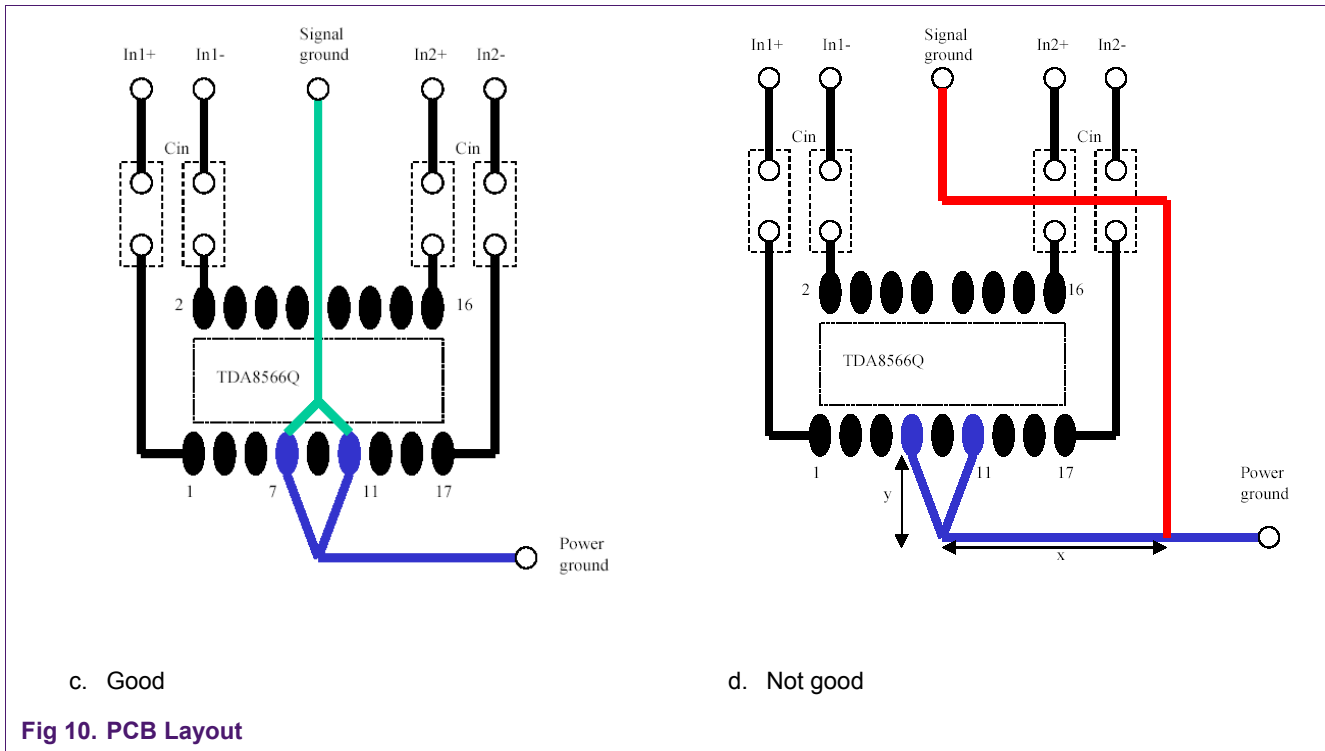 In1+
In1-
Signal
ground
In2+
In2-
Cin
Cin
2
16
TDA8566Q
1
7
11
17
Power
ground
c. Good
In1+
In1-
Signal
ground
In2+
In2-
Cin
Cin
2
16
TDA8566Q
1
11
17
y
x
Power
ground
d. Not good
Fig 10. PCB Layout